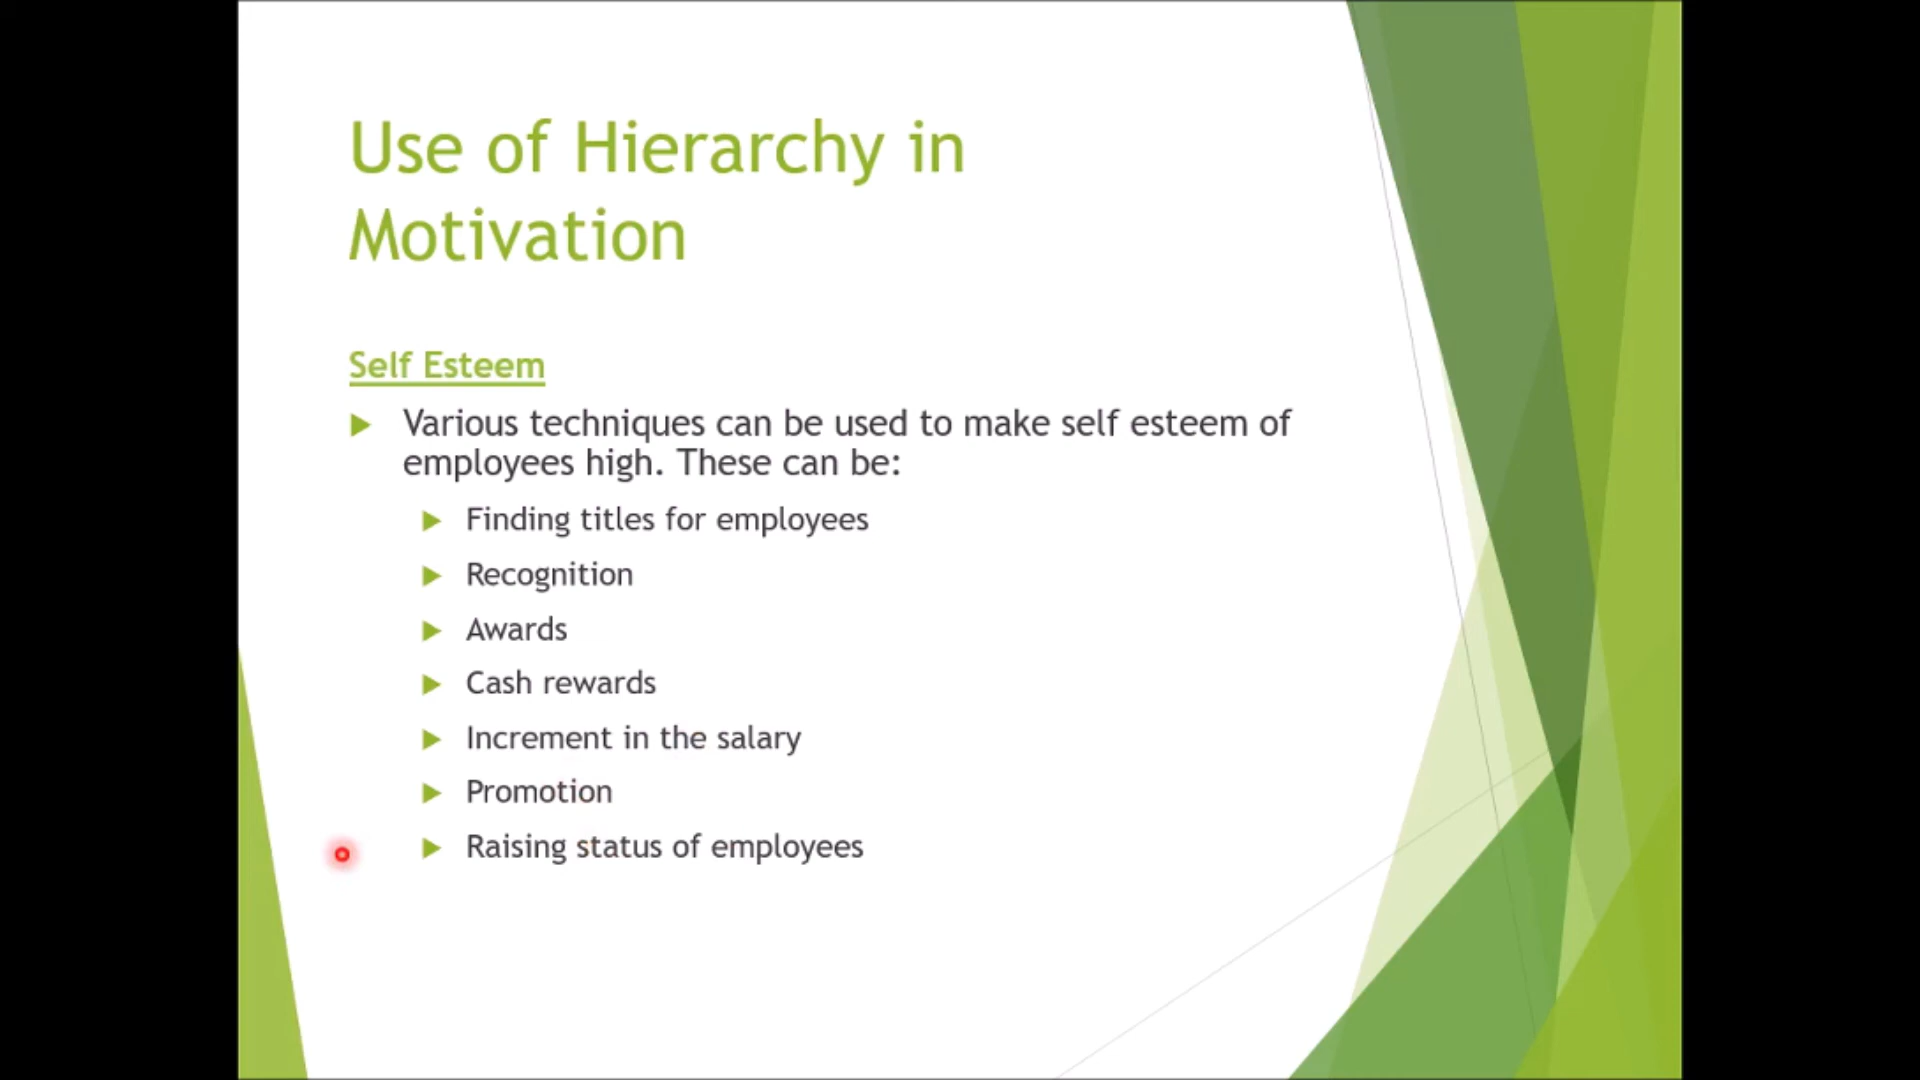 Use of Hierarchy in
Motivation
Self Esteem
Various techniques can be used to make self esteem of
employees high. These can be:
Finding titles for employees
Recognition
Awards
Cash rewards
Increment in the salary
Promotion
Raising status of employees